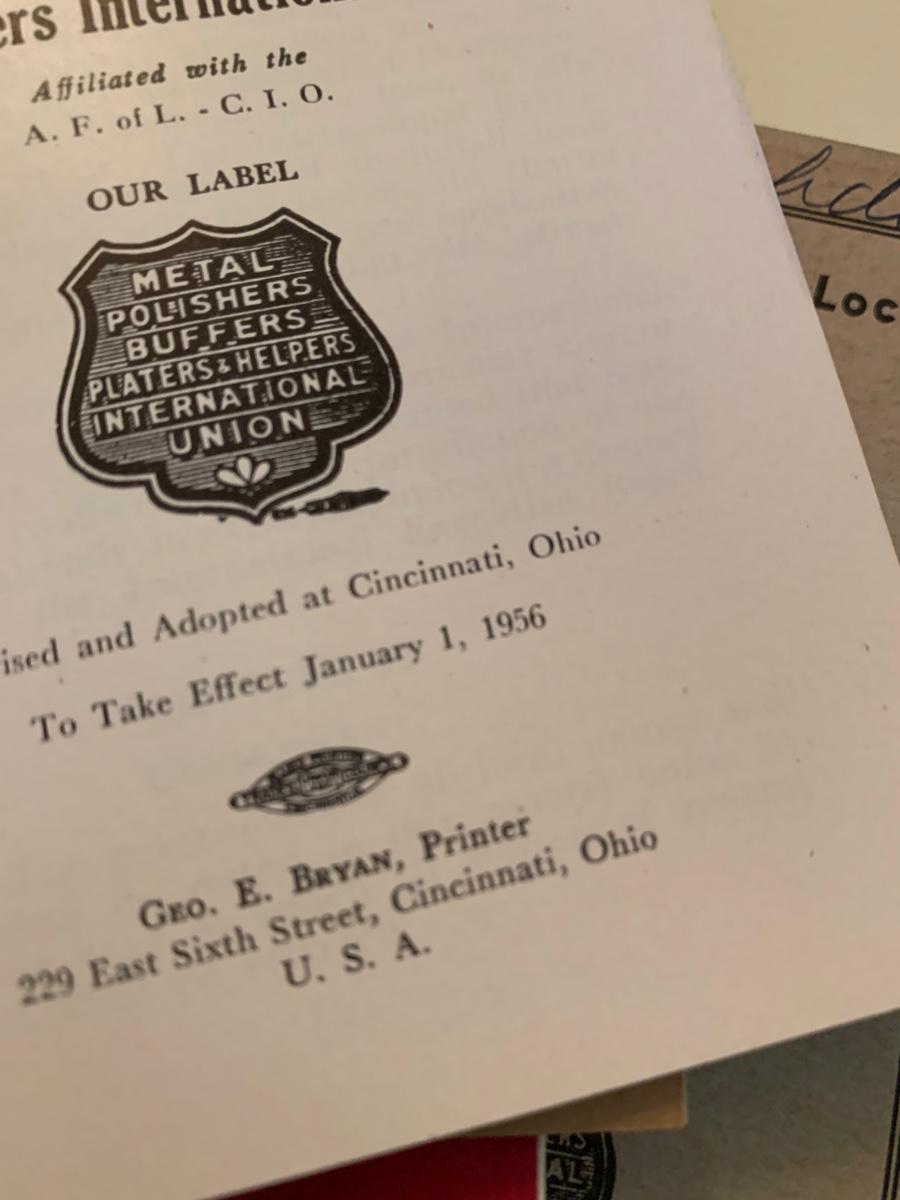 ers International
Affiliated with the
A. F. of L. - C. I. O.
OUR LABEL
METAL
POLISHERS
BUFFERS
PLATERS & HELPERS
INTERNATIONAL
UNION
ised and Adopted at Cincinnati, Ohio
To Take Effect January 1, 1956
GEO. E. BRYAN, Printer
229 East Sixth Street, Cincinnati, Ohio
U. S. A.
Loc